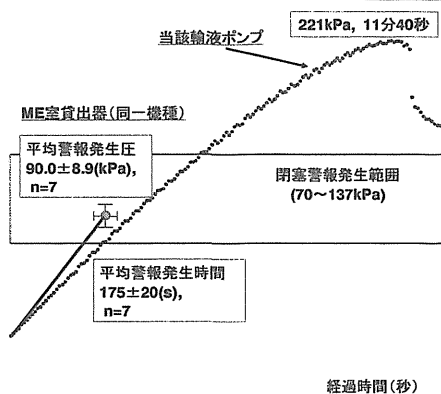 221kPa, 11分40秒
当該輸液ポンプ
ME室貸出器(同一機種)
平均警報発生圧
90.0±8.9(kPa),
n=7
閉塞警報発生範囲
(70～137kPa)
平均警報発生時間
175±20(s),
n=7
経過時間(秒)